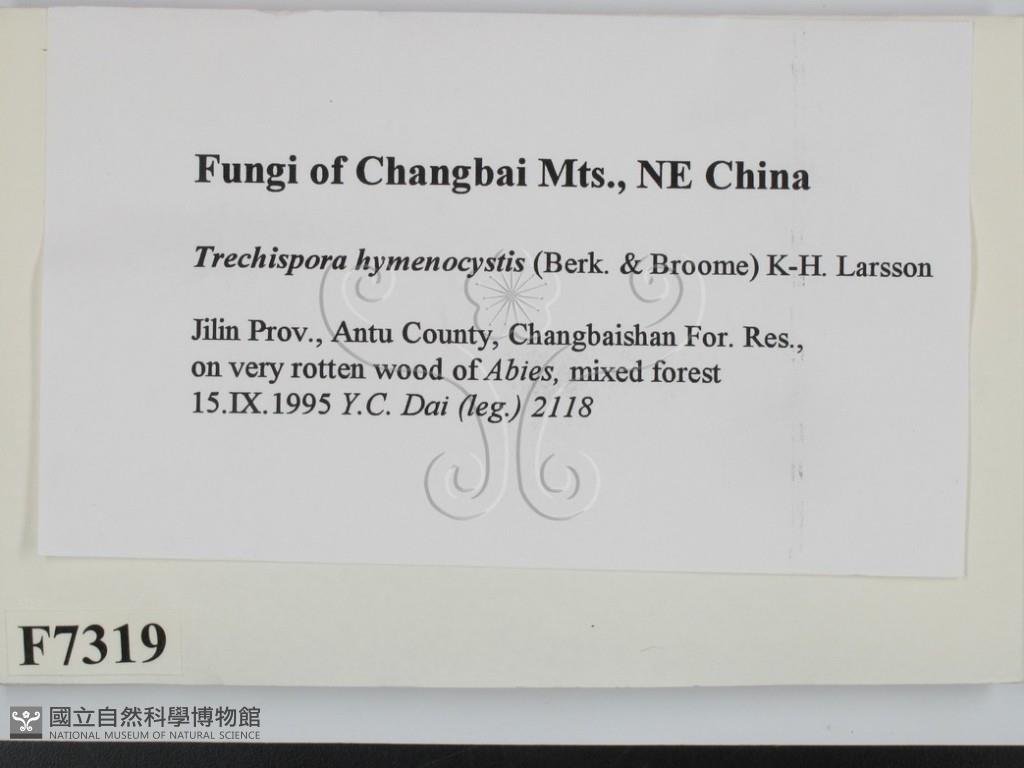 Fungi of Changbai Mts., NE China
Trechispora hymenocystis (Berk. & Broome) K-H. Larsson
Jilin Prov., Antu County, Changbaishan For. Res.,
on very rotten wood of Abies, mixed forest
15.IX.1995 Y.C. Dai (leg.) 2118
F7319
國立自然科學博物館
NATIONAL MUSEUM OF NATURAL SCIENCE